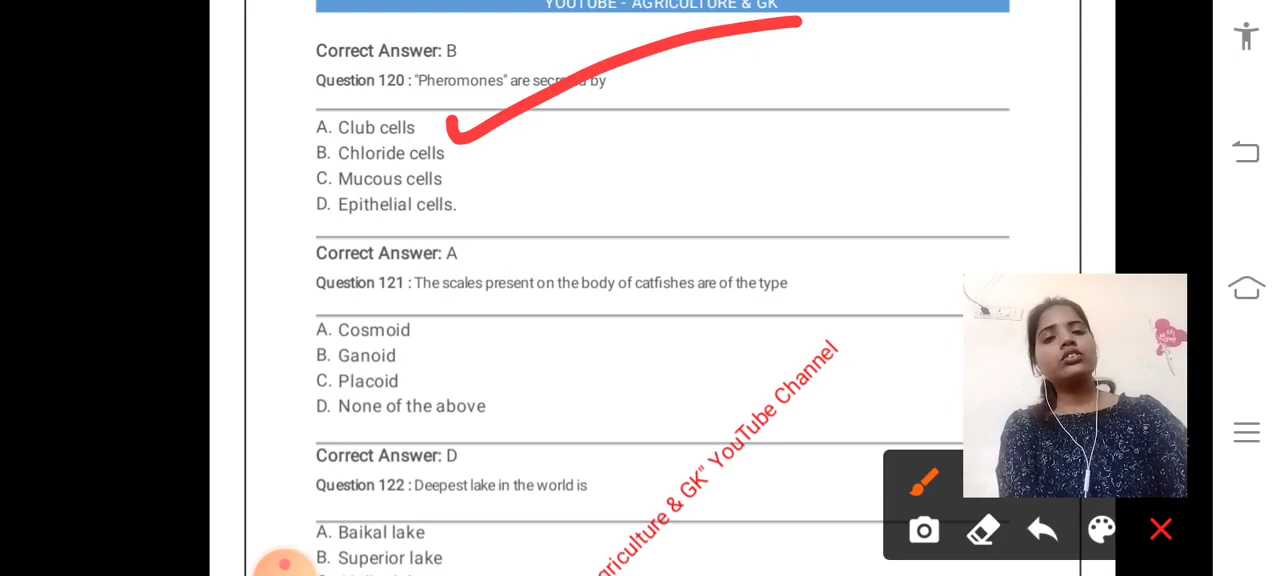 YOUTUBE - AGRICULTURE & GK
Correct Answer: B
Question 120 : "Pheromones" are secreted by
A. Club cells
B. Chloride cells
C. Mucous cells
D. Epithelial cells.
Correct Answer: A
Question 121 : The scales present on the body of catfishes are of the type
A. Cosmoid
B. Ganoid
C. Placoid
D. None of the above
Correct Answer: D
Question 122 : Deepest lake in the world is
A. Baikal lake
B. Superior lake
griculture & GK" YouTube Channel